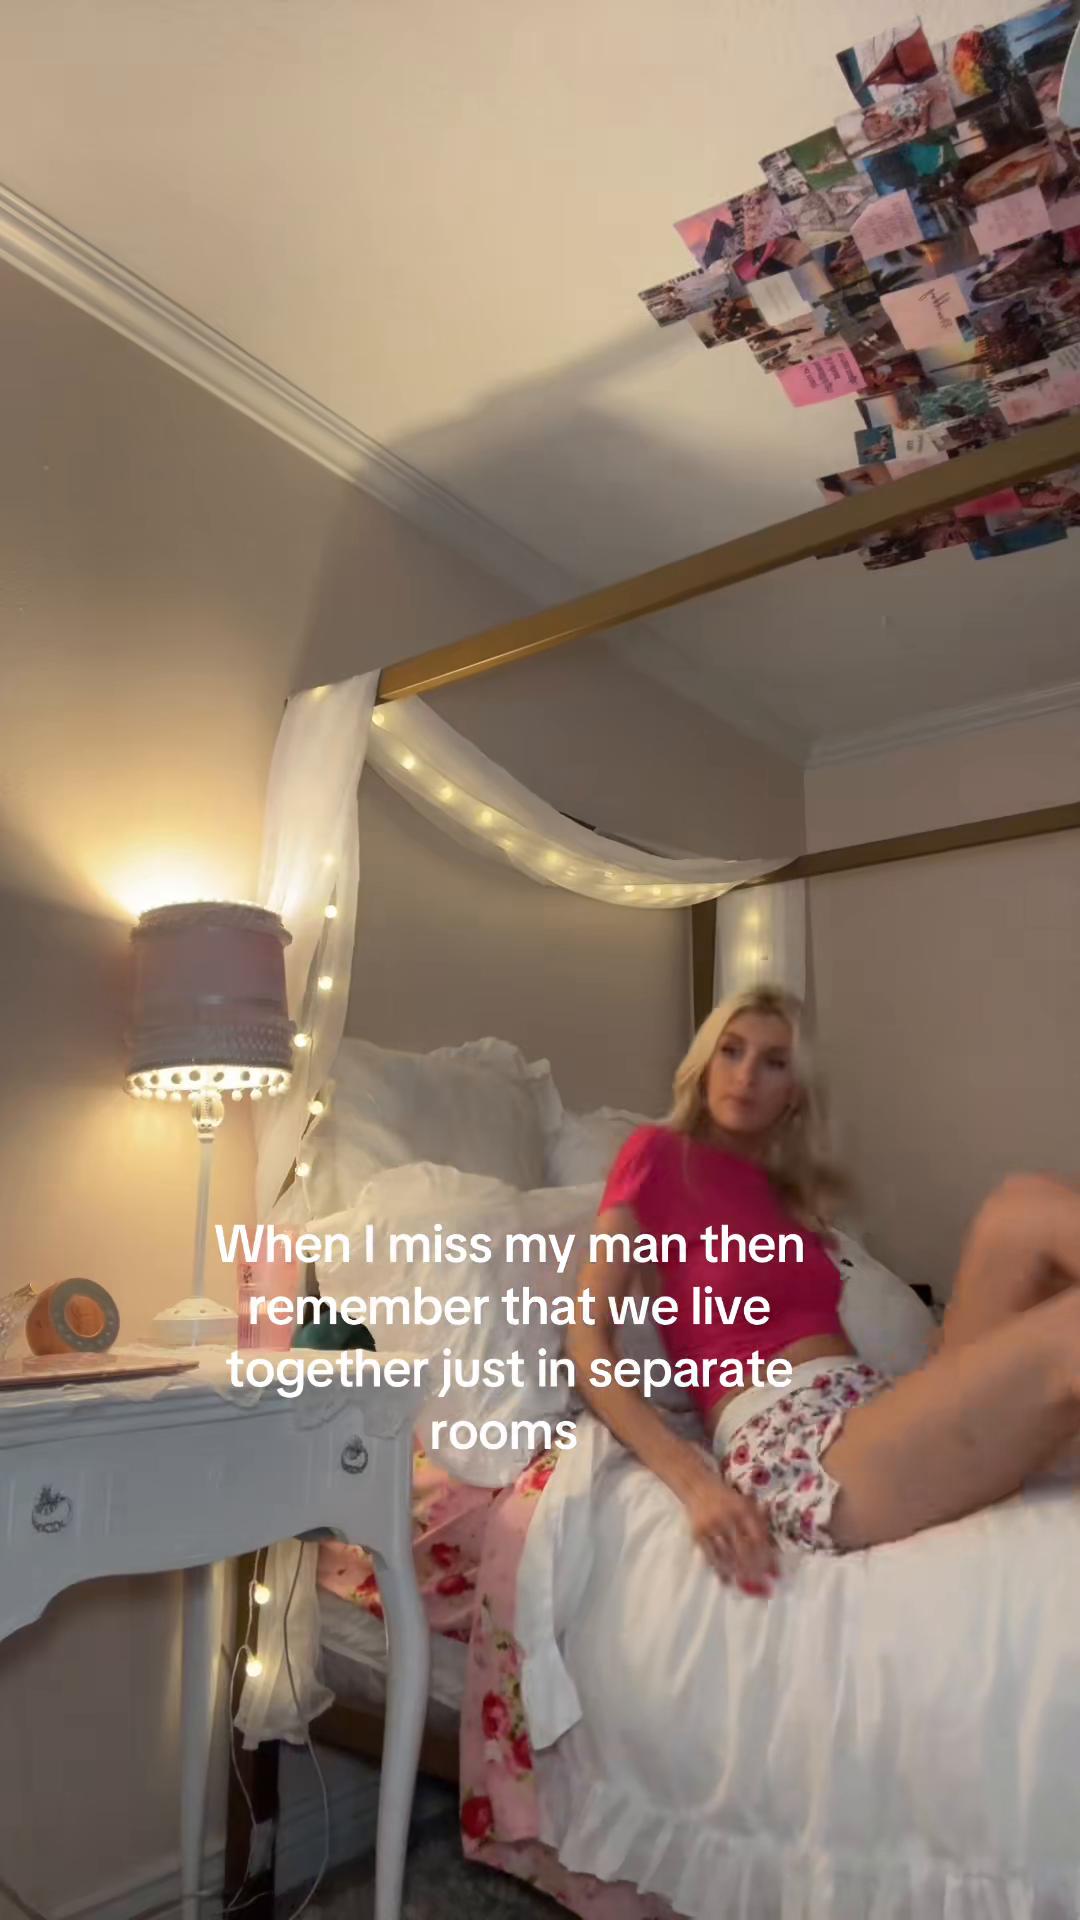 When I miss my man then
remember that we live
together just in separate
rooms